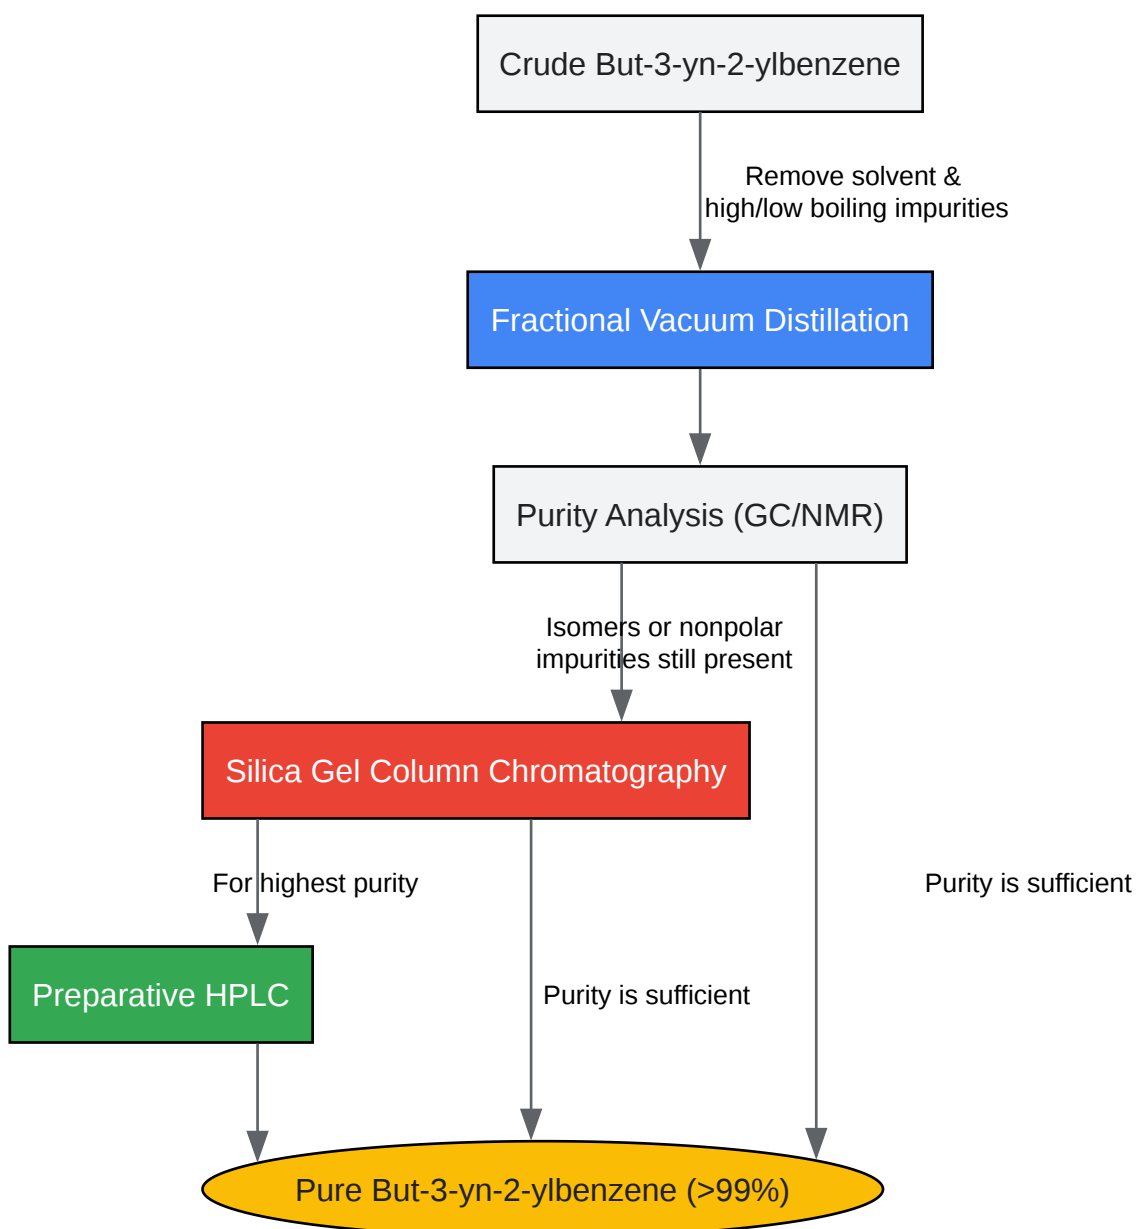 Crude But-3-yn-2-ylbenzene
Remove solvent &
high/low boiling impurities
Fractional Vacuum Distillation
Purity Analysis (GC/NMR)
Isomers or nonpolar
impurities still present
Silica Gel Column Chromatography
For highest purity
Purity is sufficient
Preparative HPLC
Purity is sufficient
Pure But-3-yn-2-ylbenzene (>99%)